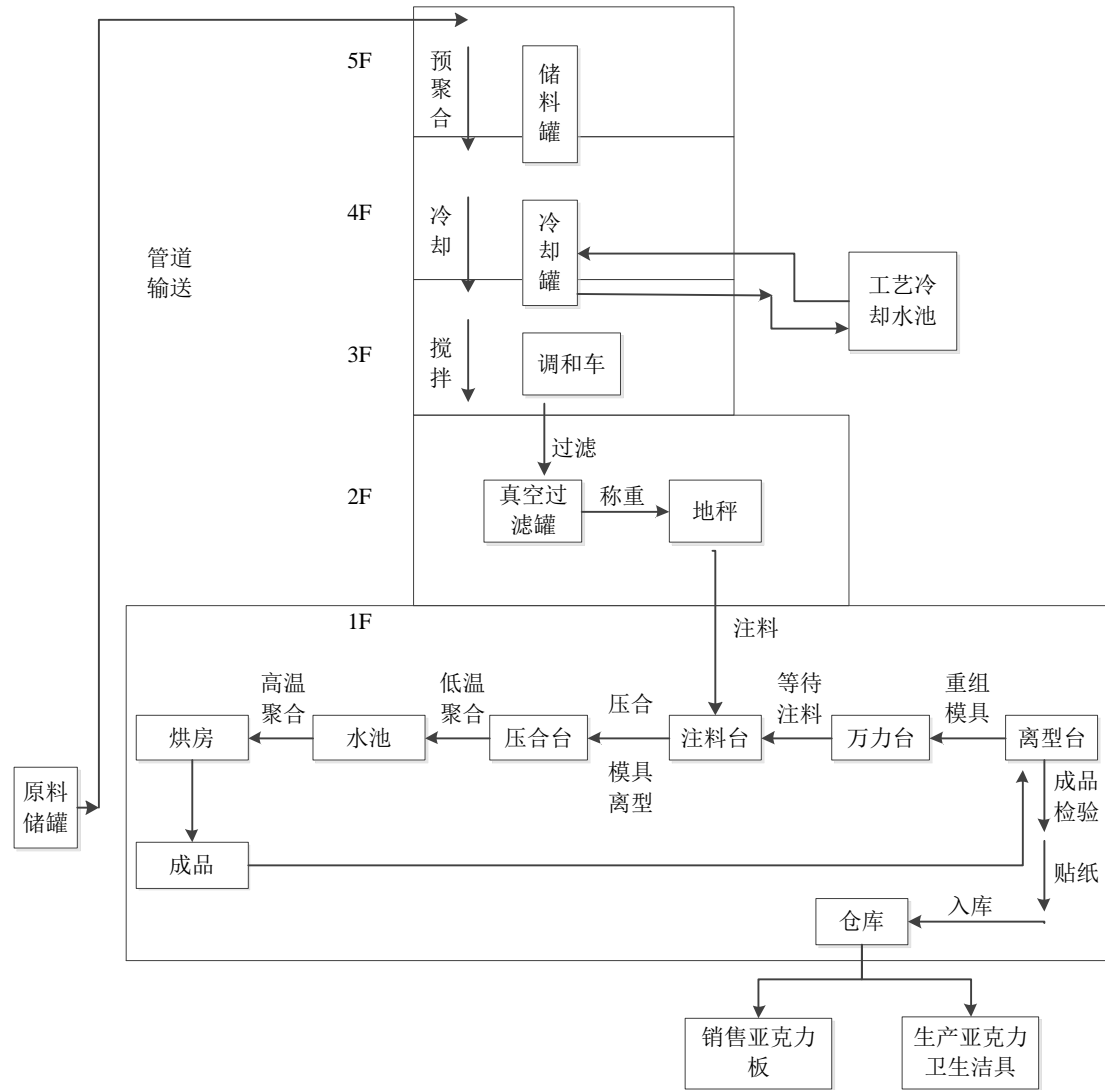 5F
预
聚
合
储
料
罐
4F
冷
却
冷
却
罐
管道
输送
工艺冷
却水池
3F
搅
拌
调和车
过滤
2F
真空过
滤罐
称重
地秤
1F
注料
高温
聚合
低温
聚合
压合
等待
注料
重组
模具
烘房
水池
压合台
注料台
万力台
离型台
模具
离型
成品
检验
原料
储罐
成品
贴纸
仓库
入库
销售亚克力
板
生产亚克力
卫生洁具